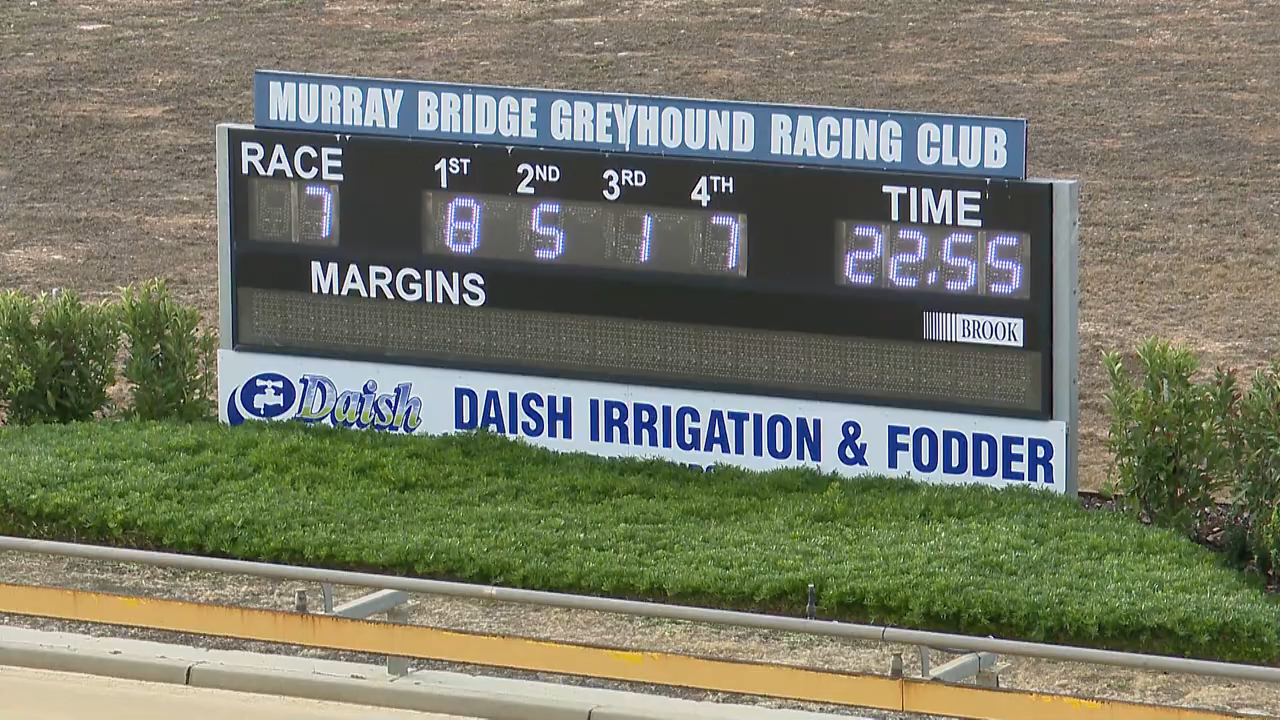 MURRAY BRIDGE GREYHOUND RACING CLUB
RACE 1ST 2ND 3RD 4TH TIME
7 8 5 1 7 22.55
MARGINS
BROOK
Daish DAISH IRRIGATION & FODDER